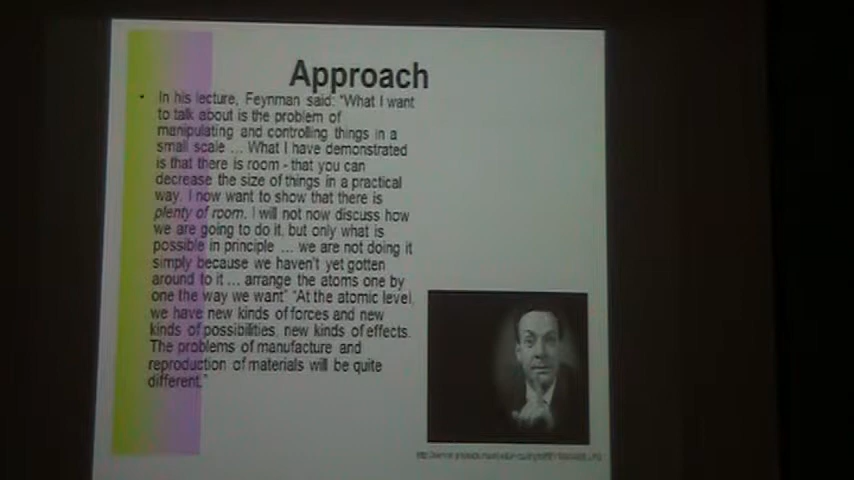 Approach
• In his lecture, Feynman said: "What I want
to talk about is the problem of
manipulating and controlling things in a
small scale ... What I have demonstrated
is that there is room - that you can
decrease the size of things in a practical
way. I now want to show that there is
plenty of room. I will not now discuss how
we are going to do it, but only what is
possible in principle ... we are not doing it
simply because we haven't yet gotten
around to it ... arrange the atoms one by
one the way we want" "At the atomic level,
we have new kinds of forces and new
kinds of possibilities, new kinds of effects.
The problems of manufacture and
reproduction of materials will be quite
different."